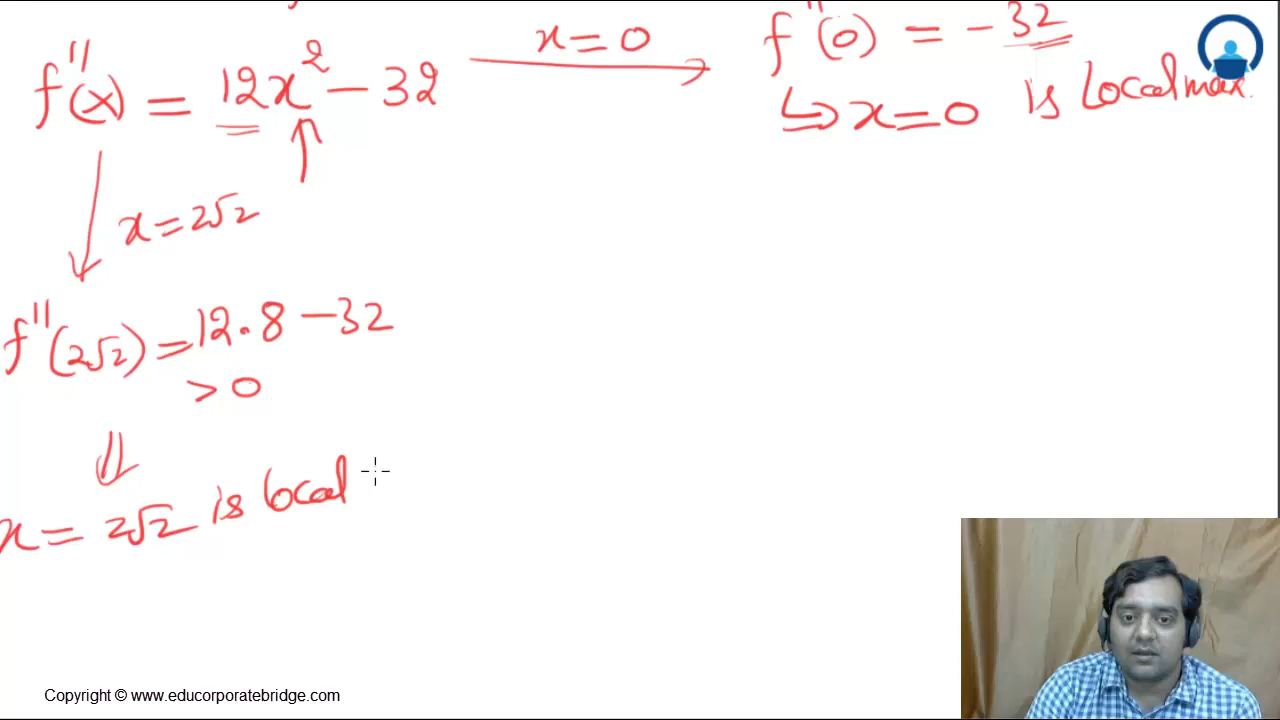 f''(x) = 12x² - 32
x = 0
f''(0) = -32
↳ x = 0 is local max.
x = 2√2
f''(2√2) = 12·8 - 32
> 0
⇓
x = 2√2 is local
Copyright © www.educorporatebridge.com